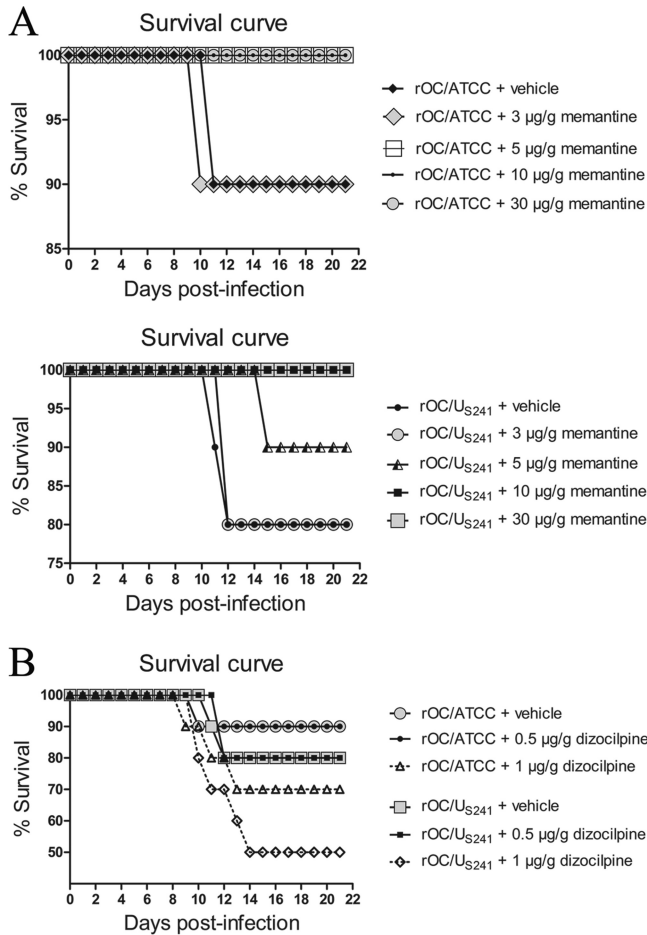 A
Survival curve
% Survival
100
95
90
85
0 2 4 6 8 10 12 14 16 18 20 22
Days post-infection
rOC/ATCC + vehicle
rOC/ATCC + 3 µg/g memantine
rOC/ATCC + 5 µg/g memantine
rOC/ATCC + 10 µg/g memantine
rOC/ATCC + 30 µg/g memantine
Survival curve
% Survival
100
95
90
85
80
75
0 2 4 6 8 10 12 14 16 18 20 22
Days post-infection
rOC/US241 + vehicle
rOC/US241 + 3 µg/g memantine
rOC/US241 + 5 µg/g memantine
rOC/US241 + 10 µg/g memantine
rOC/US241 + 30 µg/g memantine
B
Survival curve
% Survival
100
90
80
70
60
50
0 2 4 6 8 10 12 14 16 18 20 22
Days post-infection
rOC/ATCC + vehicle
rOC/ATCC + 0.5 µg/g dizocilpine
rOC/ATCC + 1 µg/g dizocilpine
rOC/US241 + vehicle
rOC/US241 + 0.5 µg/g dizocilpine
rOC/US241 + 1 µg/g dizocilpine